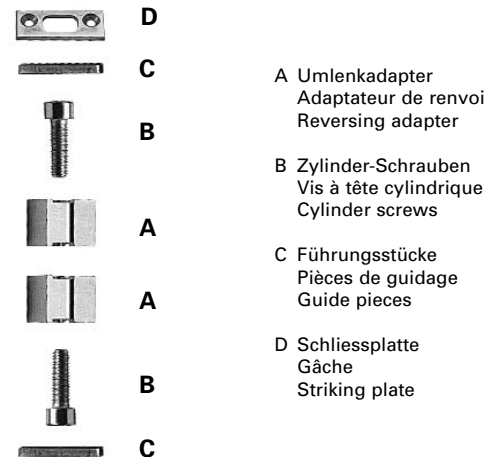 D
C
B
A
A
B
C
A Umlenkadapter
Adaptateur de renvoi
Reversing adapter
B Zylinder-Schrauben
Vis à tête cylindrique
Cylinder screws
C Führungsstücke
Pièces de guidage
Guide pieces
D Schliessplatte
Gâche
Striking plate